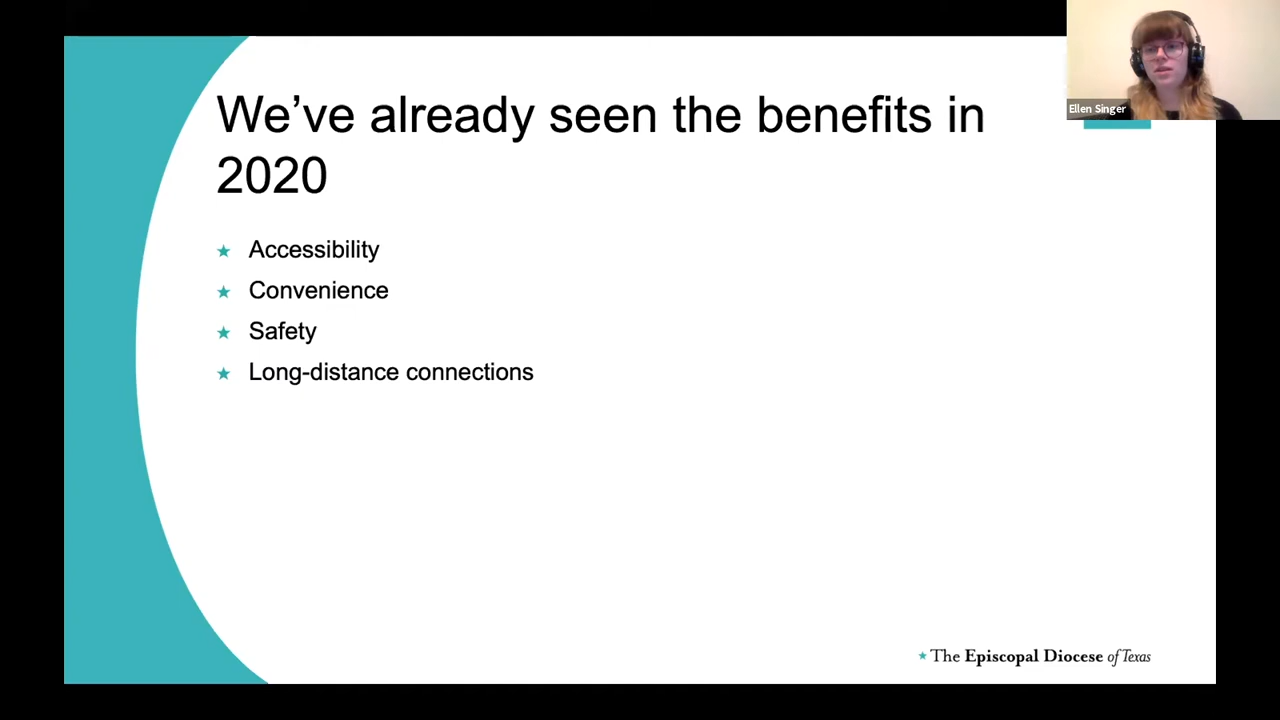 We've already seen the benefits in
2020
Accessibility
Convenience
Safety
Long-distance connections
The Episcopal Diocese of Texas
Ellen Singer